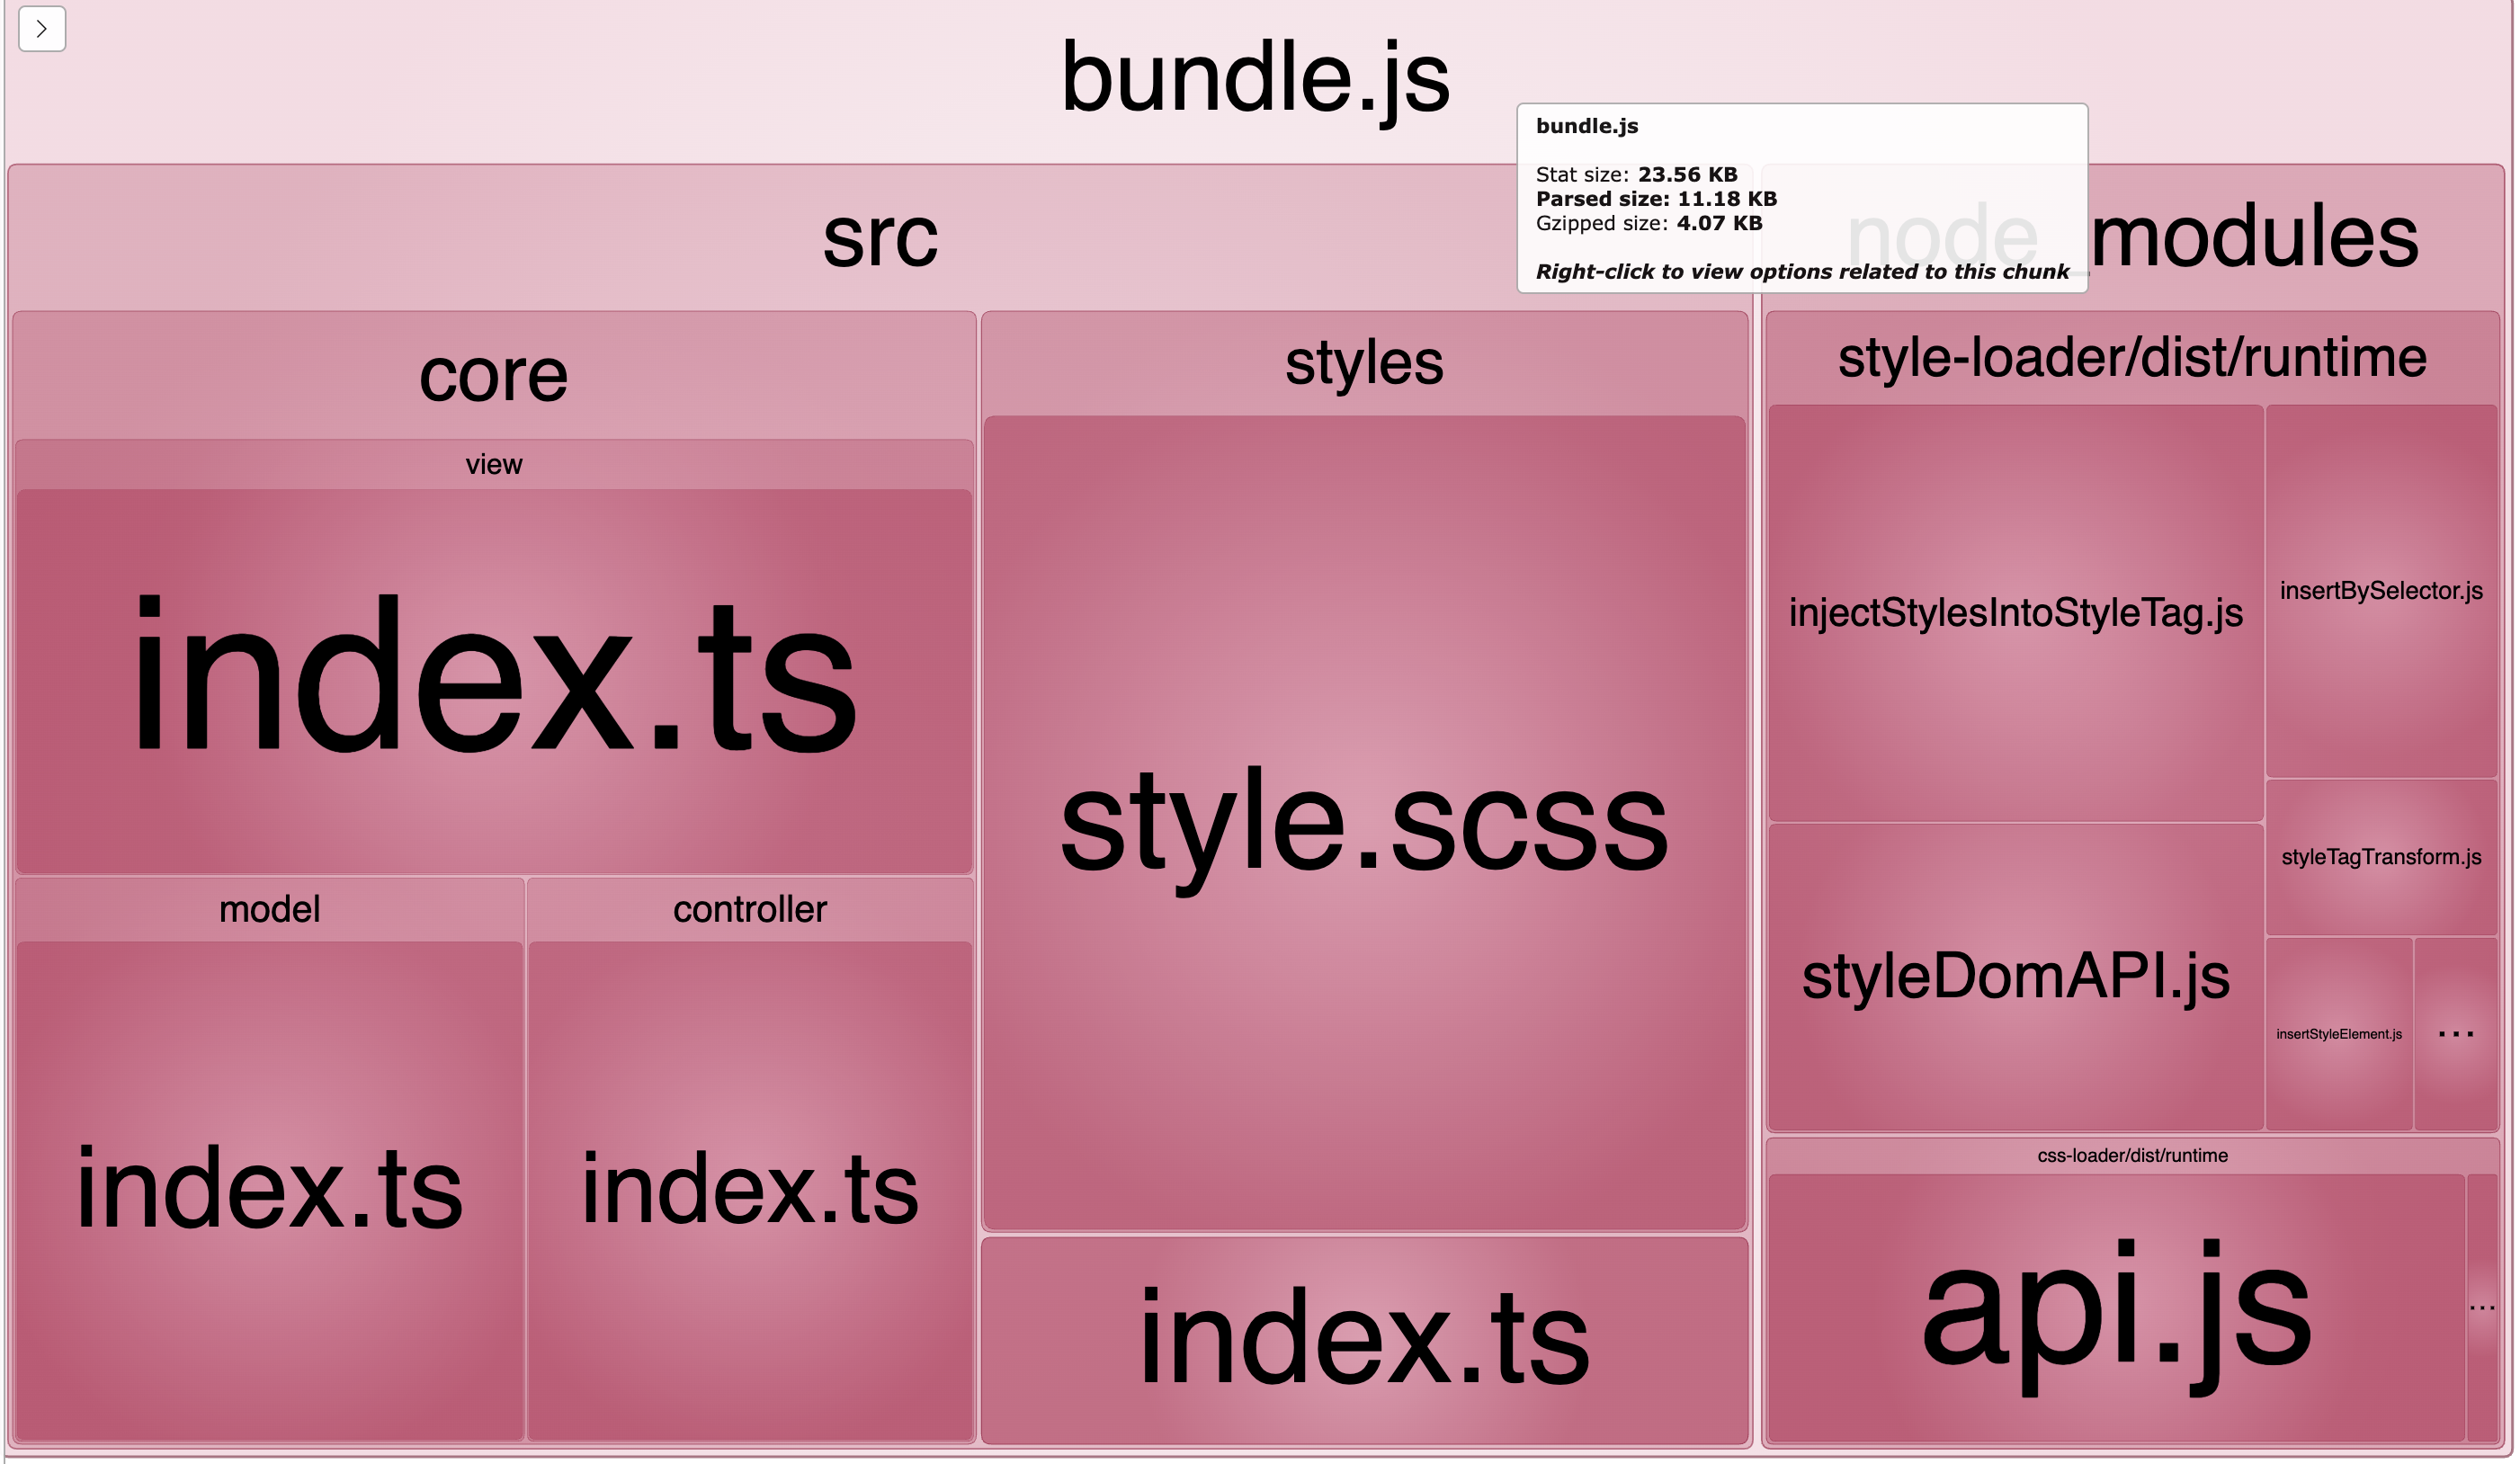 bundle.js
bundle.js
Stat size: 23.56 KB
Parsed size: 11.18 KB
Gzipped size: 4.07 KB
Right-click to view options related to this chunk
src
node_modules
core
styles
style-loader/dist/runtime
view
index.ts
model
index.ts
controller
index.ts
style.scss
index.ts
injectStylesIntoStyleTag.js
insertBySelector.js
styleTagTransform.js
styleDomAPI.js
insertStyleElement.js
...
css-loader/dist/runtime
api.js
...